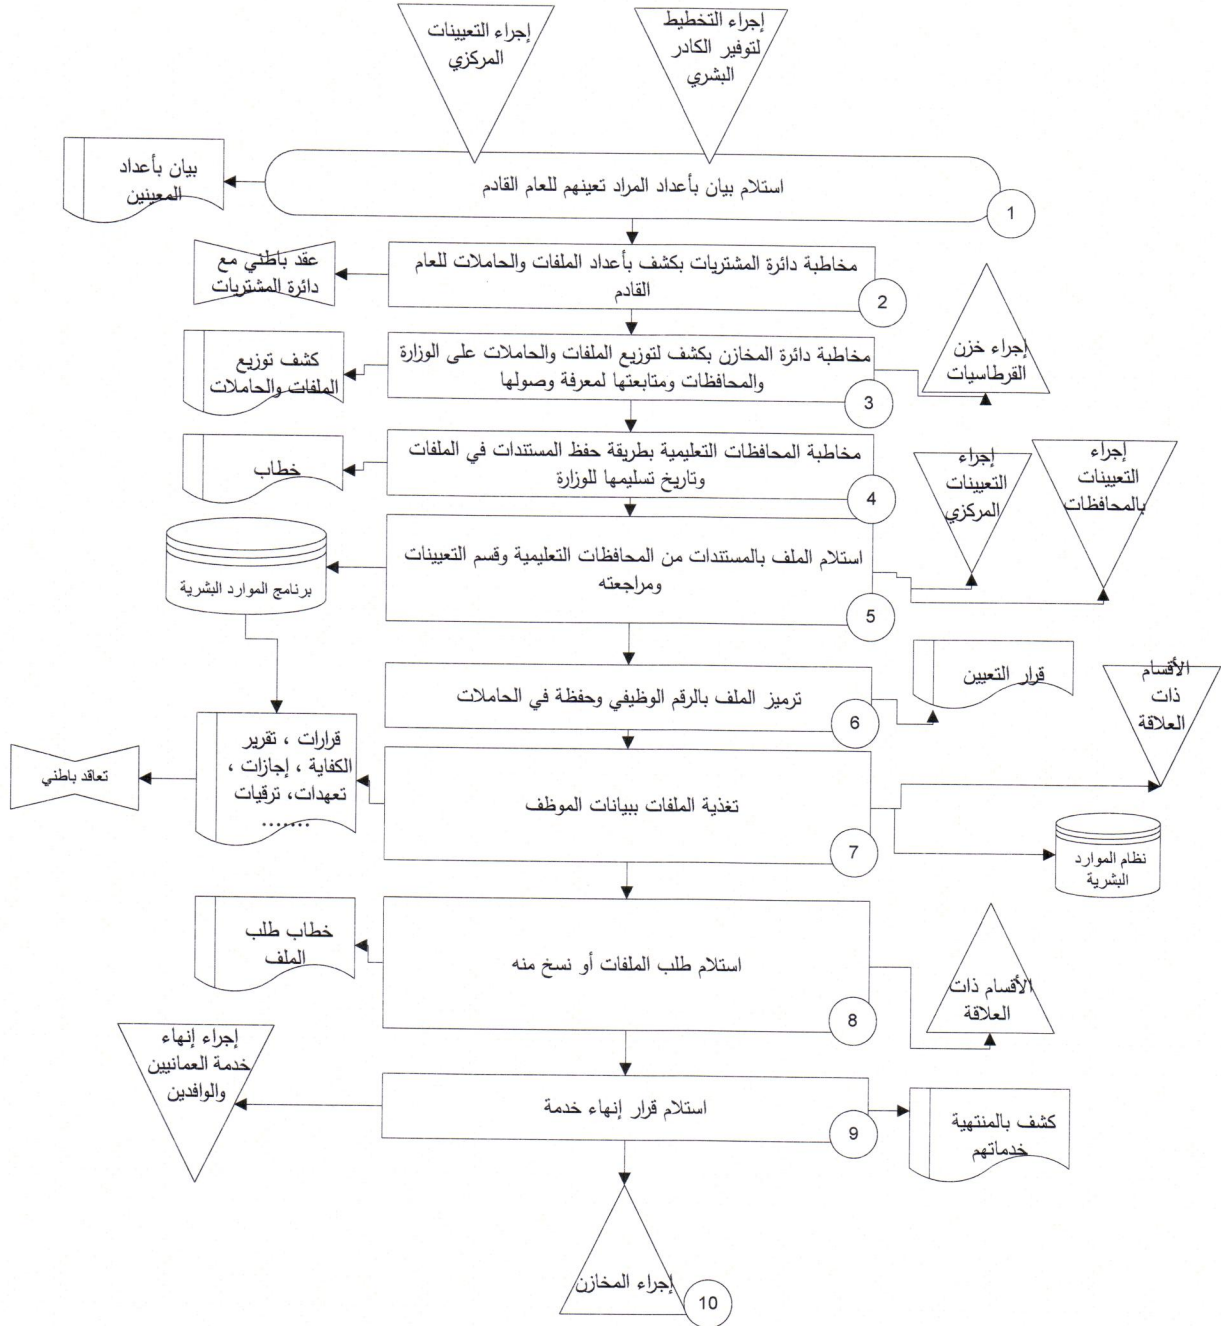 إجراء التخطيط
لتوفير الكادر
البشري
إجراء التعيينات
المركزي
استلام بيان بأعداد المراد تعينهم للعام القادم
1
بيان بأعداد
المعينين
مخاطبة دائرة المشتريات بكشف بأعداد الملفات والحاملات للعام
القادم
2
عقد باطني مع
دائرة المشتريات
إجراء خزن
القرطاسيات
مخاطبة دائرة المخازن بكشف لتوزيع الملفات والحاملات على الوزارة
والمحافظات ومتابعتها لمعرفة وصولها
3
كشف توزيع
الملفات والحاملات
مخاطبة المحافظات التعليمية بطريقة حفظ المستندات في الملفات
وتاريخ تسليمها للوزارة
4
خطاب
إجراء
التعيينات
بالمحافظات
إجراء
التعيينات
المركزي
استلام الملف بالمستندات من المحافظات التعليمية وقسم التعيينات
ومراجعته
5
برنامج الموارد البشرية
ترميز الملف بالرقم الوظيفي وحفظة في الحاملات
6
قرار التعيين
الأقسام
ذات
العلاقة
تغذية الملفات ببيانات الموظف
7
نظام الموارد
البشرية
قرارات ، تقرير
الكفاية ، إجازات ،
تعهدات، ترقيات
.......
تعاقد باطني
استلام طلب الملفات أو نسخ منه
8
خطاب طلب
الملف
الأقسام ذات
العلاقة
استلام قرار إنهاء خدمة
9
إجراء إنهاء
خدمة العمانيين
والوافدين
كشف بالمنتهية
خدماتهم
إجراء المخازن
10